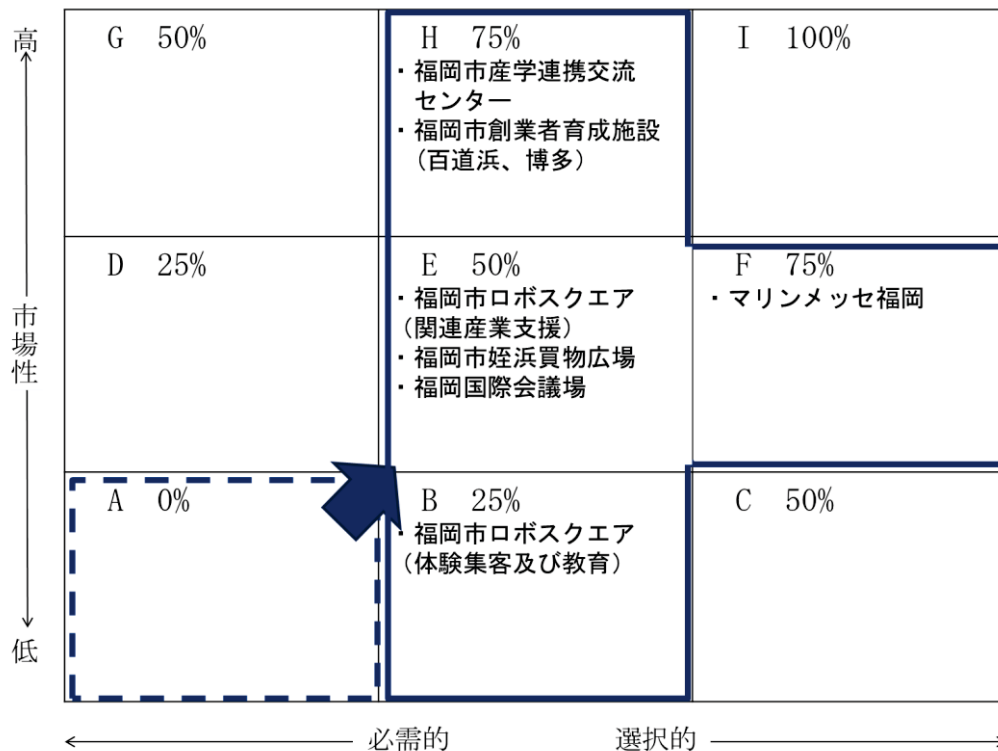 高
市場性
低
G 50%
H 75%
・福岡市産学連携交流
センター
・福岡市創業者育成施設
（百道浜、博多）
I 100%
D 25%
E 50%
・福岡市ロボスクエア
（関連産業支援）
・福岡市姪浜買物広場
・福岡国際会議場
F 75%
・マリンメッセ福岡
A 0%
B 25%
・福岡市ロボスクエア
（体験集客及び教育）
C 50%
必需的
選択的